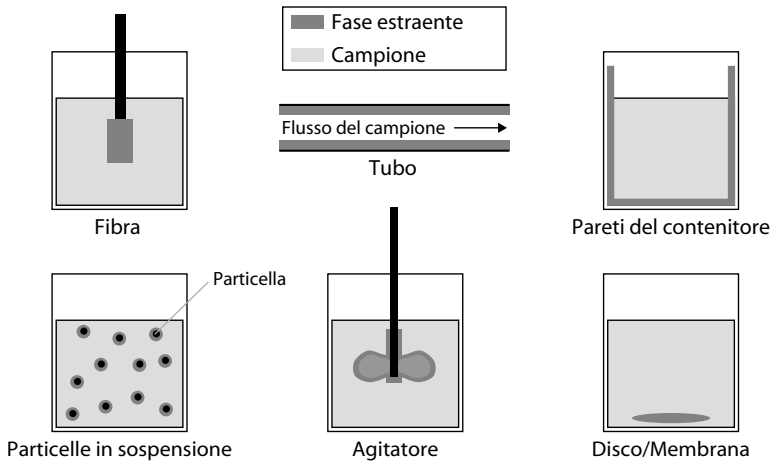 Fase estraente
Campione
Flusso del campione
Tubo
Fibra
Pareti del contenitore
Particella
Particelle in sospensione
Agitatore
Disco/Membrana